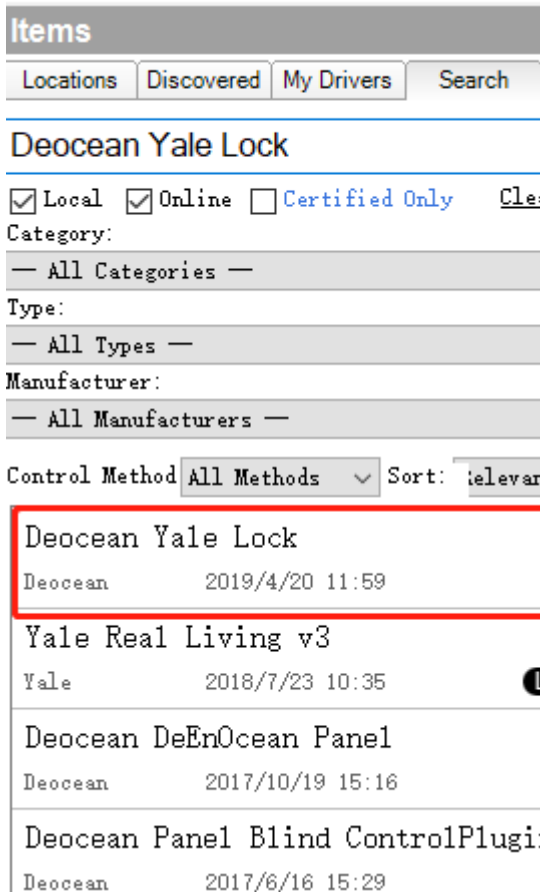 Items
Locations Discovered My Drivers Search
Deocean Yale Lock
Local Online Certified Only
Category:
— All Categories —
Type:
— All Types —
Manufacturer:
— All Manufacturers —
Control Method All Methods Sort:
Deocean Yale Lock
Deocean 2019/4/20 11:59
Yale Real Living v3
Yale 2018/7/23 10:35
Deocean DeEnOcean Panel
Deocean 2017/10/19 15:16
Deocean Panel Blind ControlPlugi
Deocean 2017/6/16 15:29